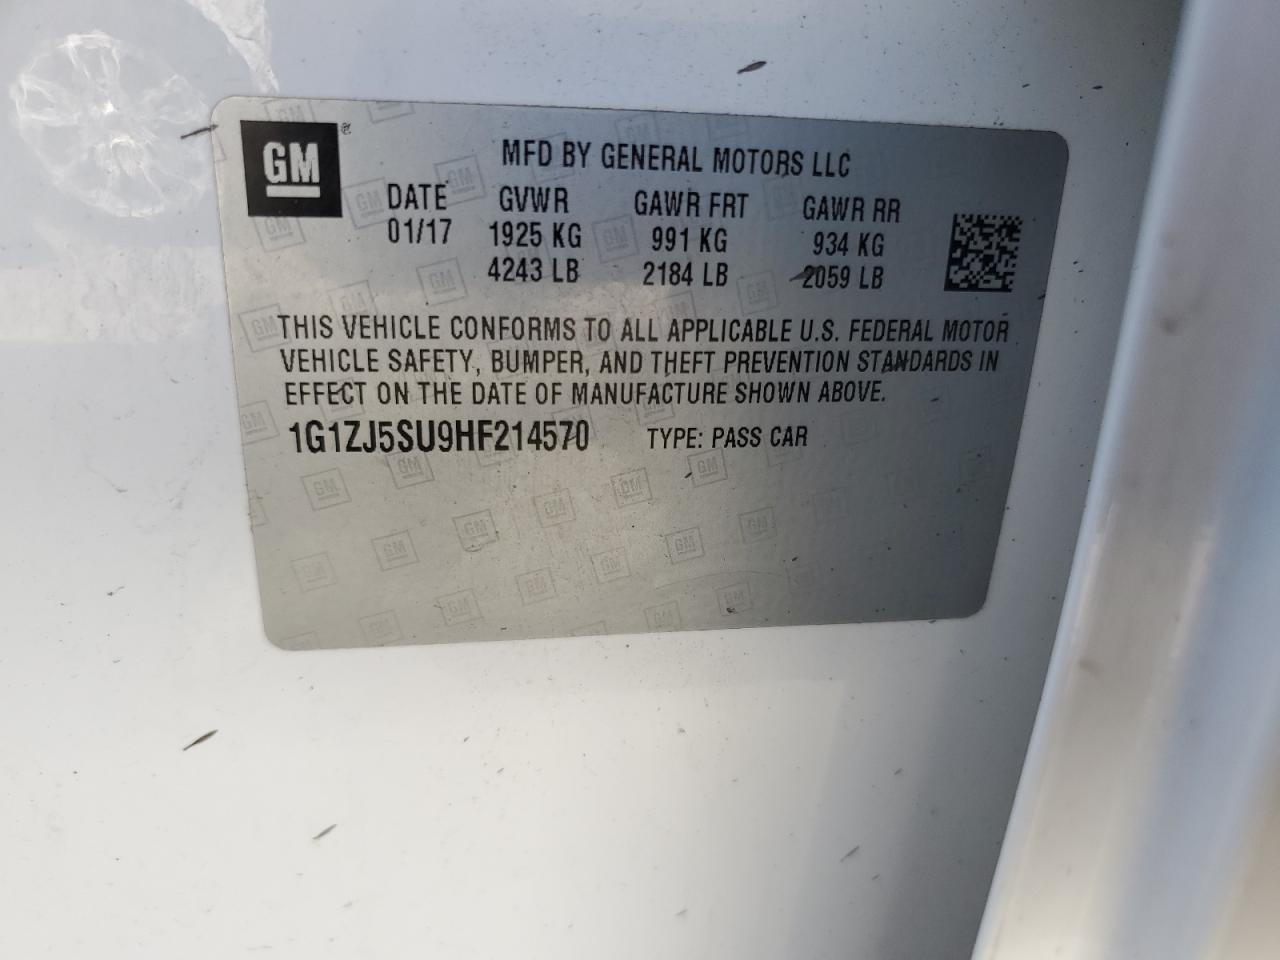 GM
MFD BY GENERAL MOTORS LLC
DATE GVWR GAWR FRT GAWR RR
01/17 1925 KG 991 KG 934 KG
4243 LB 2184 LB 2059 LB
THIS VEHICLE CONFORMS TO ALL APPLICABLE U.S. FEDERAL MOTOR
VEHICLE SAFETY, BUMPER, AND THEFT PREVENTION STANDARDS IN
EFFECT ON THE DATE OF MANUFACTURE SHOWN ABOVE.
1G1ZJ5SU9HF214570 TYPE: PASS CAR